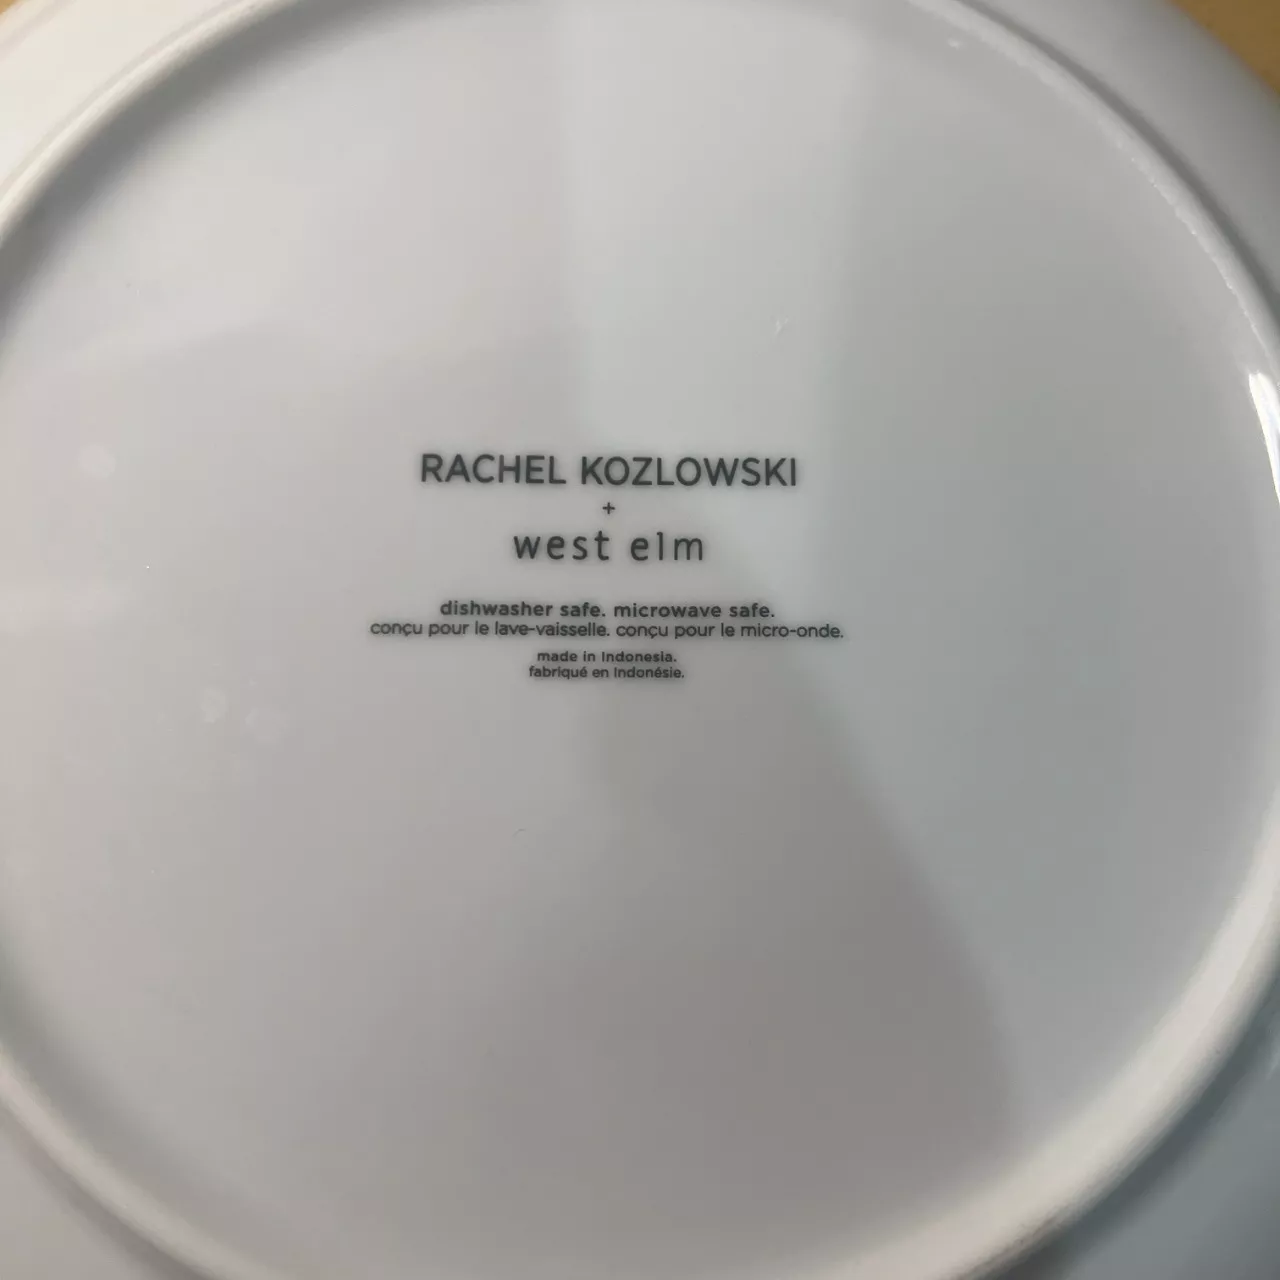 RACHEL KOZLOWSKI
+
west elm
dishwasher safe. microwave safe.
conçu pour le lave-vaisselle. conçu pour le micro-onde.
made in Indonesia.
fabriqué en Indonésie.